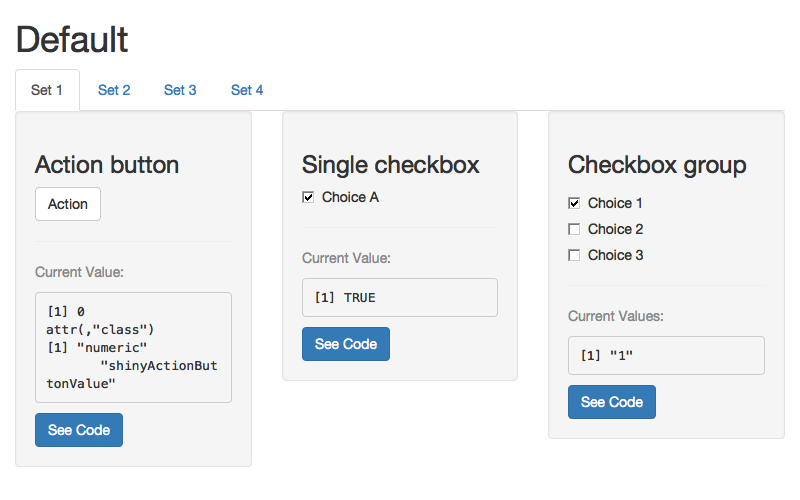 Default
Set 1
Set 2
Set 3
Set 4
Action button
Action
Current Value:
[1] 0
attr(,"class")
[1] "numeric"
"shinyActionBut
tonValue"
See Code
Single checkbox
Choice A
Current Value:
[1] TRUE
See Code
Checkbox group
Choice 1
Choice 2
Choice 3
Current Values:
[1] "1"
See Code